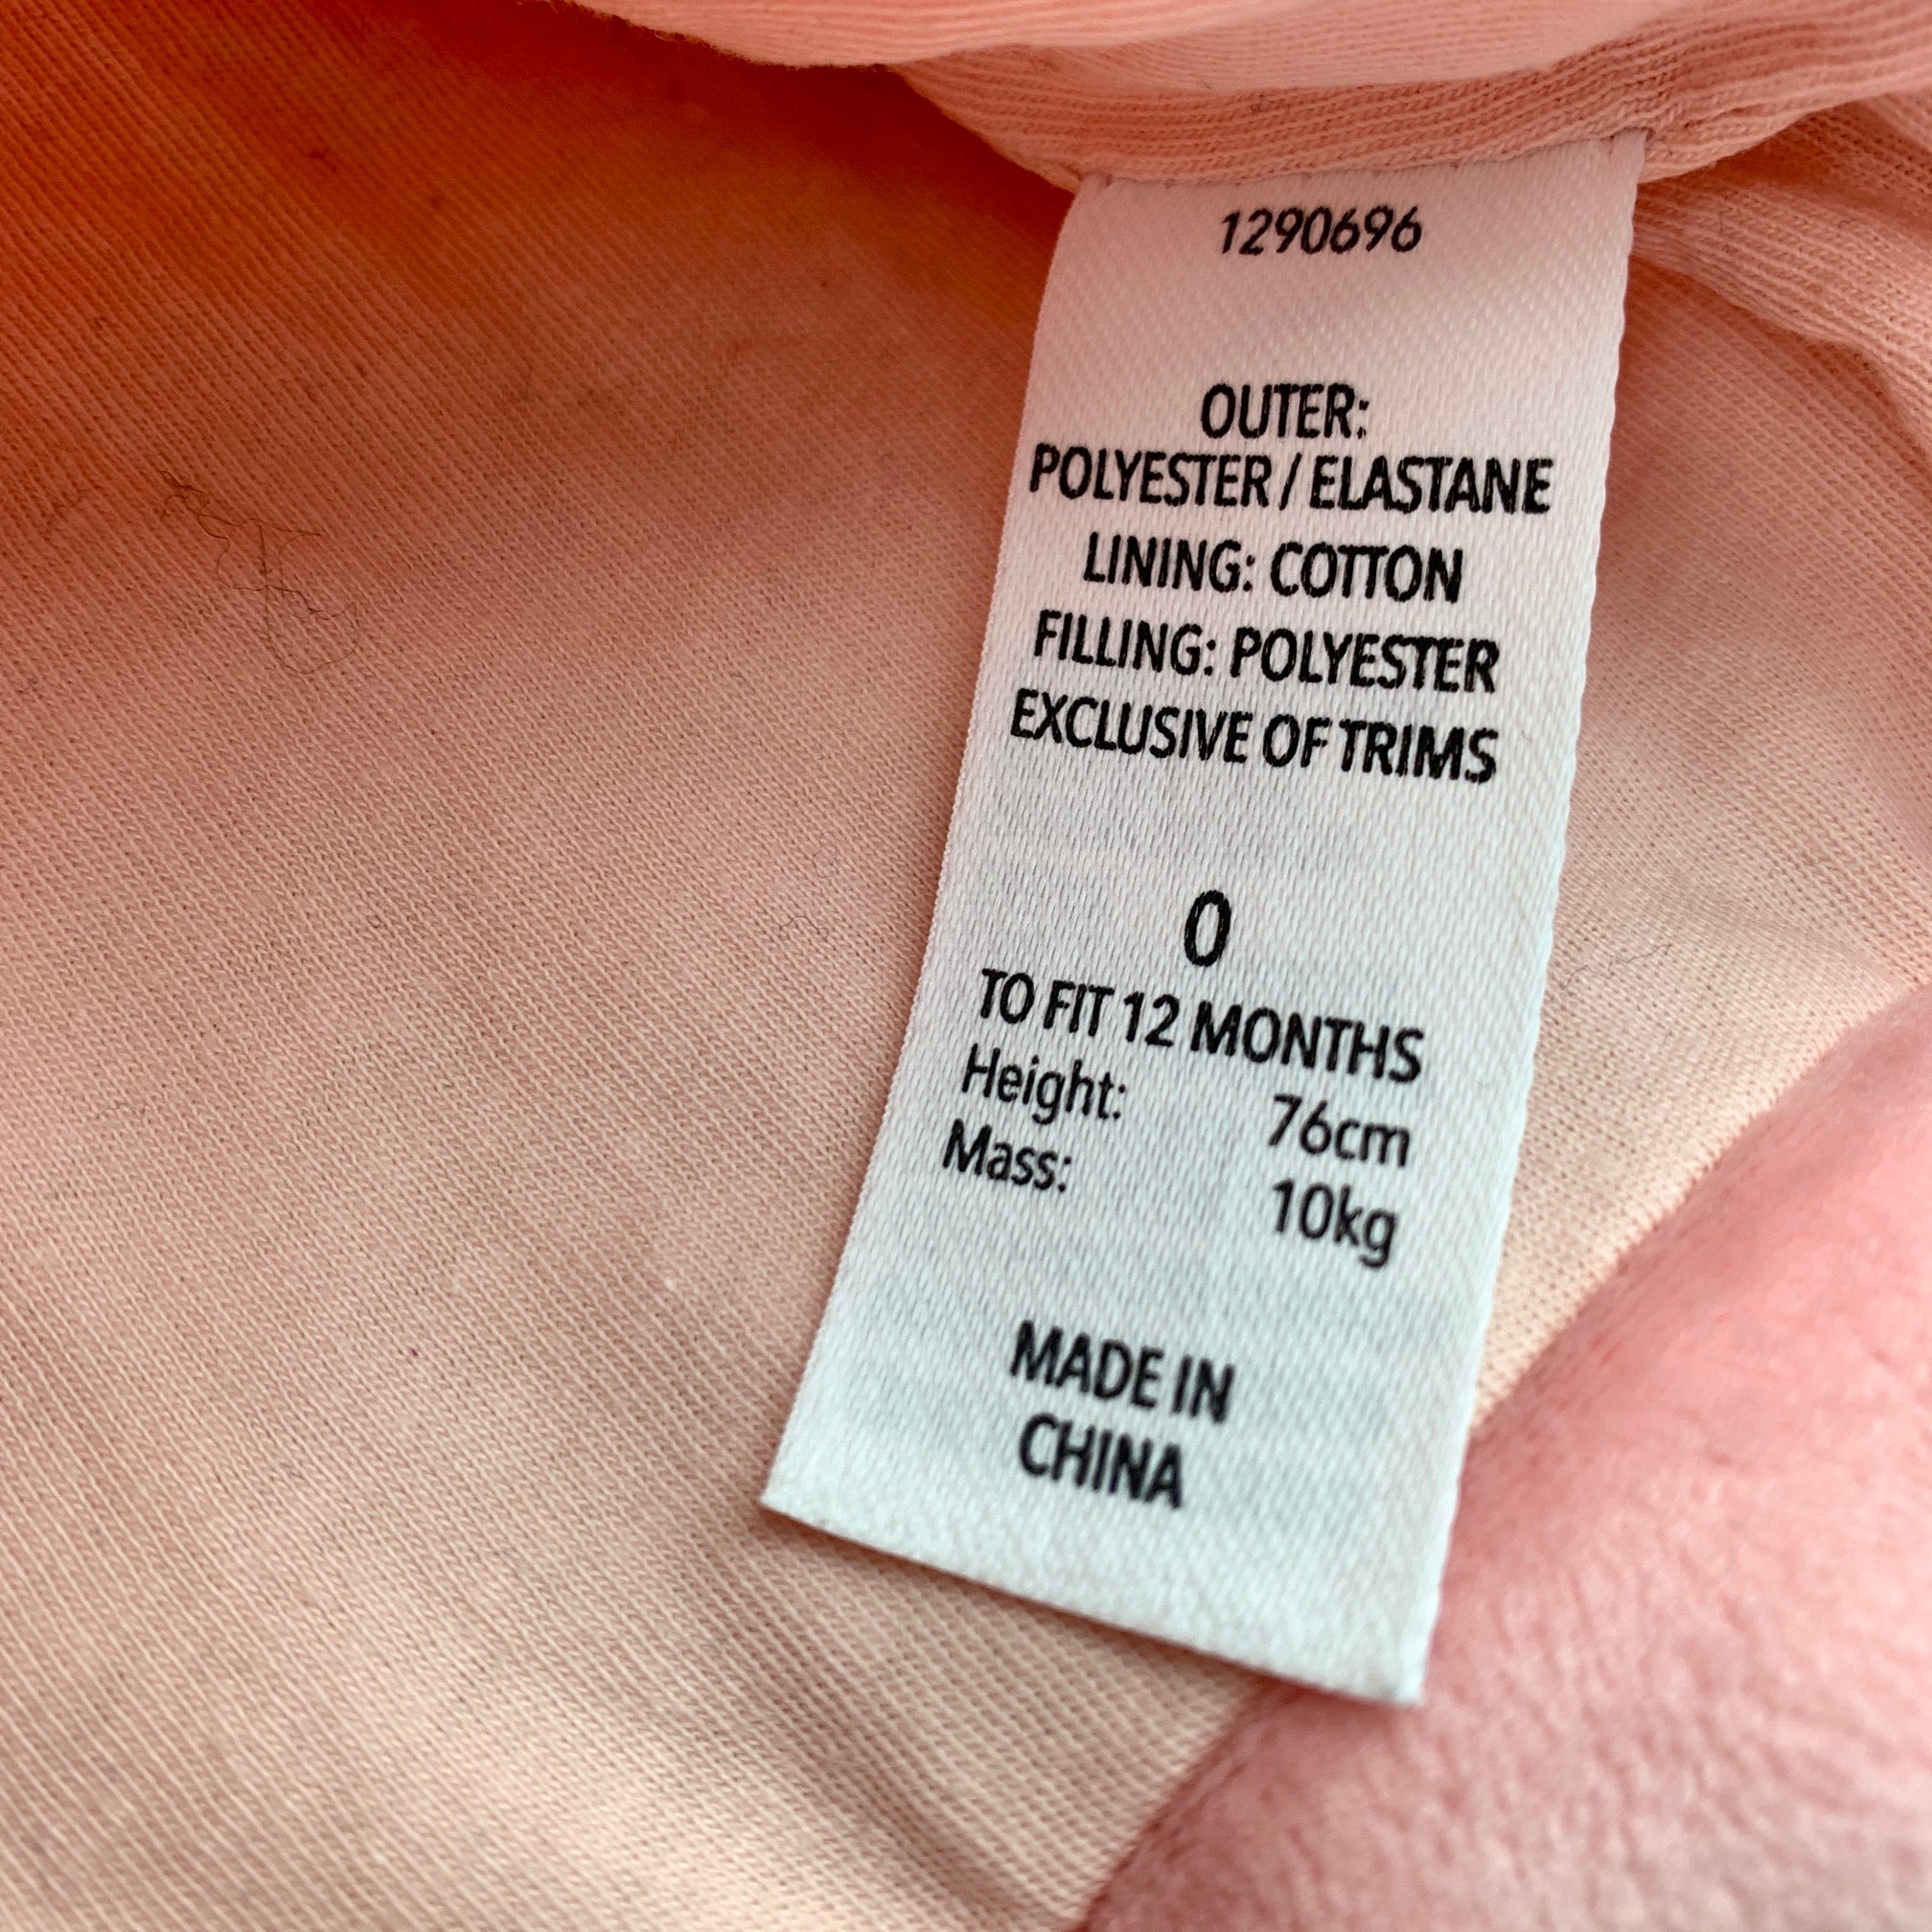 1290696
OUTER:
POLYESTER / ELASTANE
LINING: COTTON
FILLING: POLYESTER
EXCLUSIVE OF TRIMS
0
TO FIT 12 MONTHS
Height: 76cm
Mass: 10kg
MADE IN
CHINA